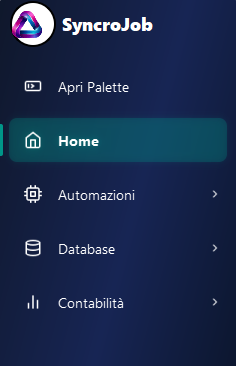 SyncroJob
Apri Palette
Home
Automazioni
Database
Contabilità